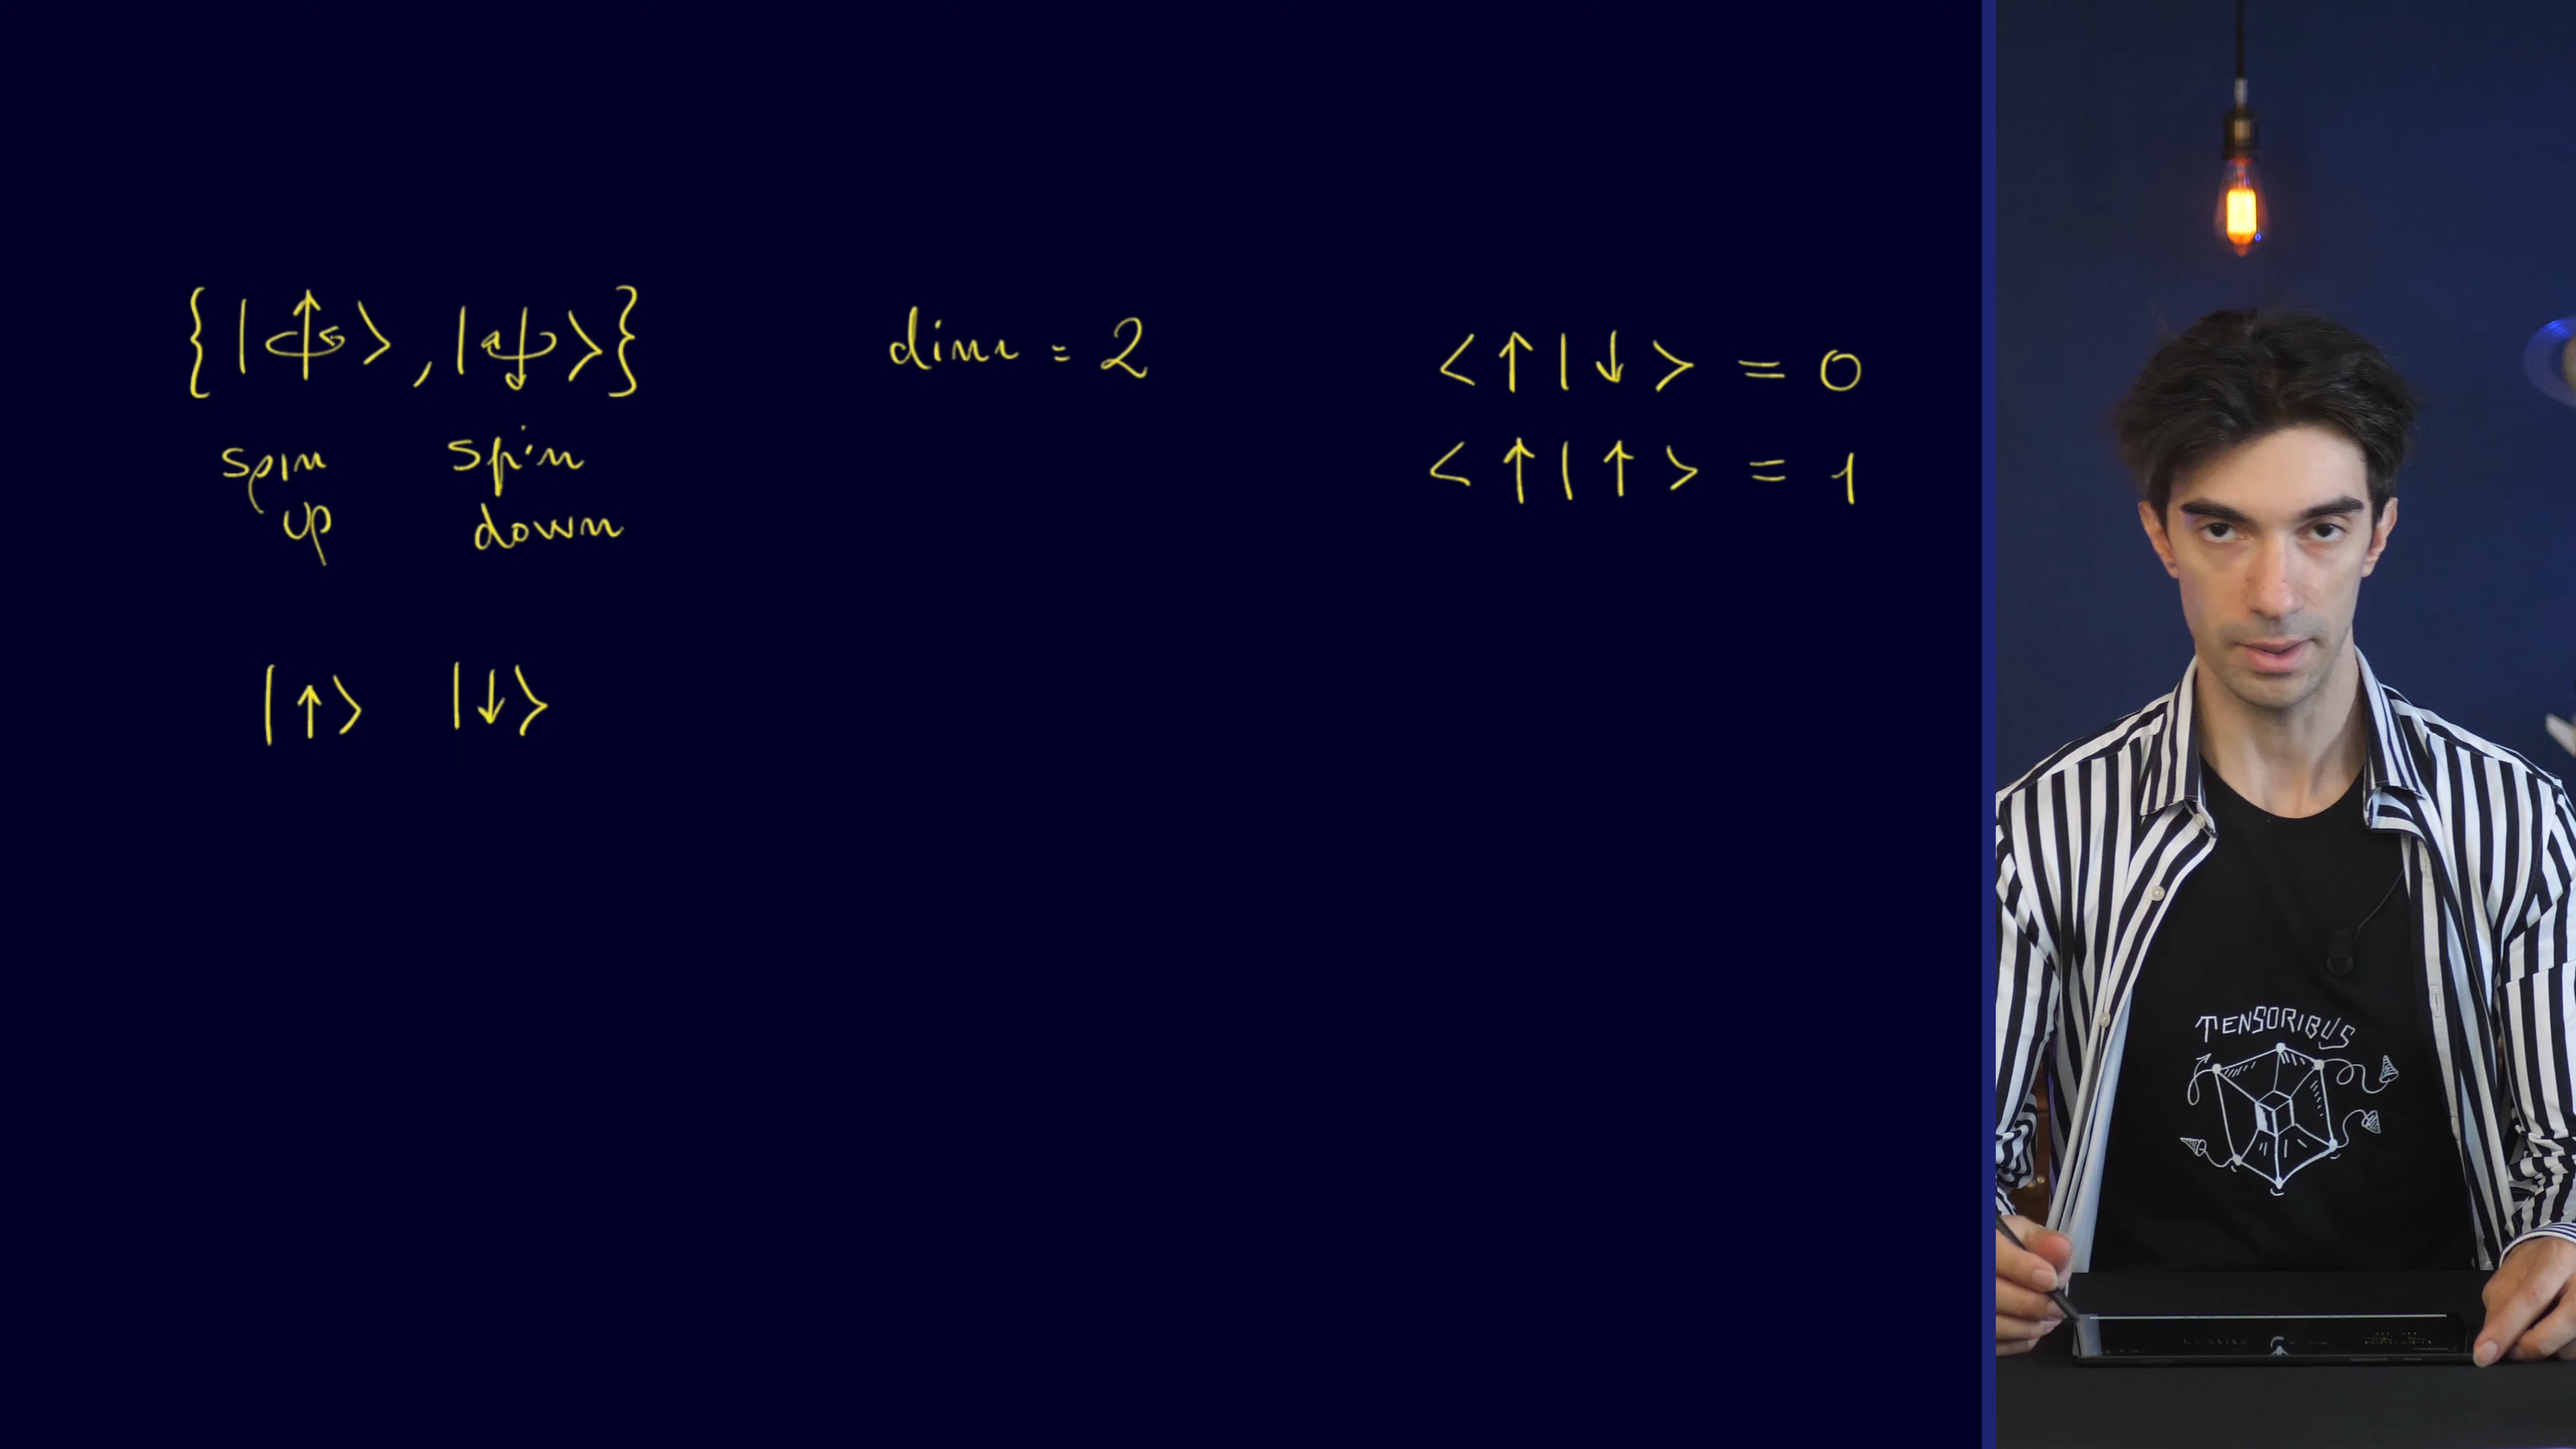 {|↑⟩, |↓⟩}
spin up
spin down
|↑⟩ |↓⟩
dim = 2
<↑|↓> = 0
<↑|↑> = 1
TENSORIBUS